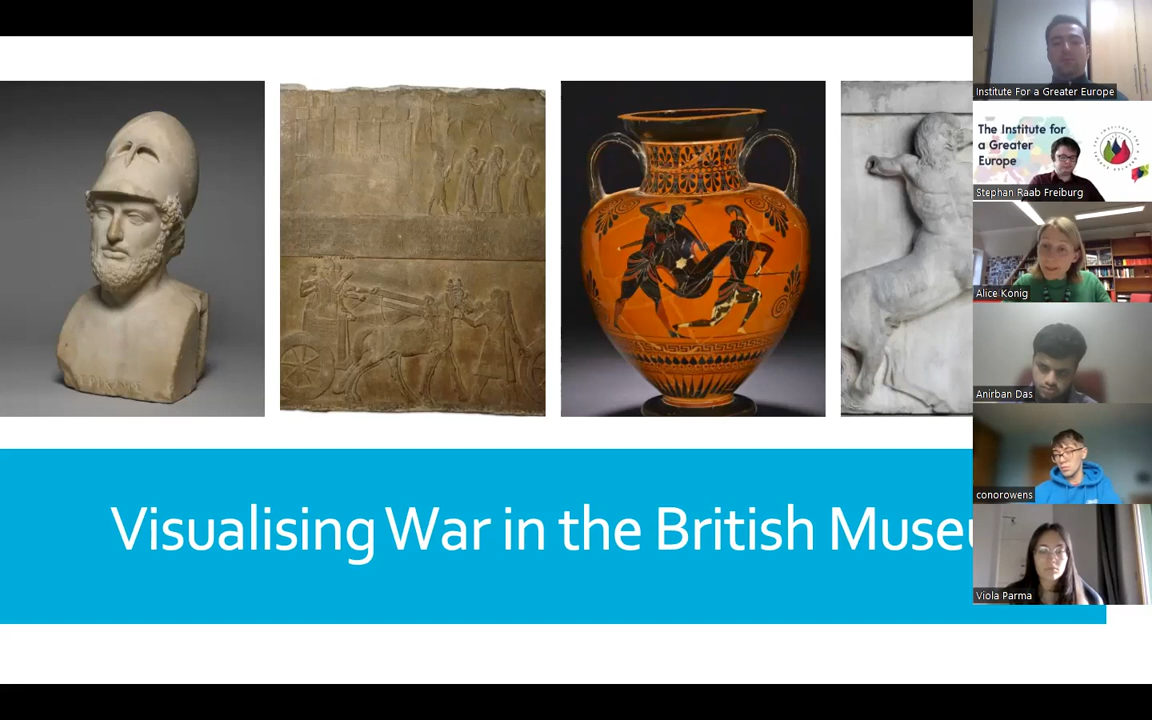 Visualising War in the British Museu
Institute For a Greater Europe
The Institute for
a Greater
Europe
Stephan Raab Freiburg
Alice Konig
Anirban Das
conorowens
Viola Parma